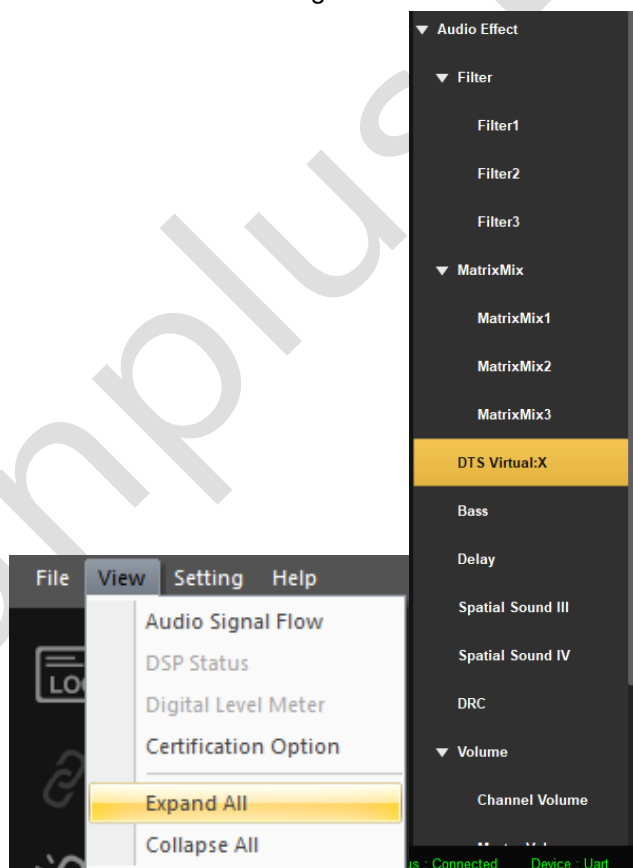 Audio Effect
Filter
Filter1
Filter2
Filter3
MatrixMix
MatrixMix1
MatrixMix2
MatrixMix3
DTS Virtual:X
Bass
Delay
Spatial Sound III
Spatial Sound IV
DRC
Volume
Channel Volume
us : Connected Device : Uart
File View Setting Help
Audio Signal Flow
DSP Status
Digital Level Meter
Certification Option
Expand All
Collapse All